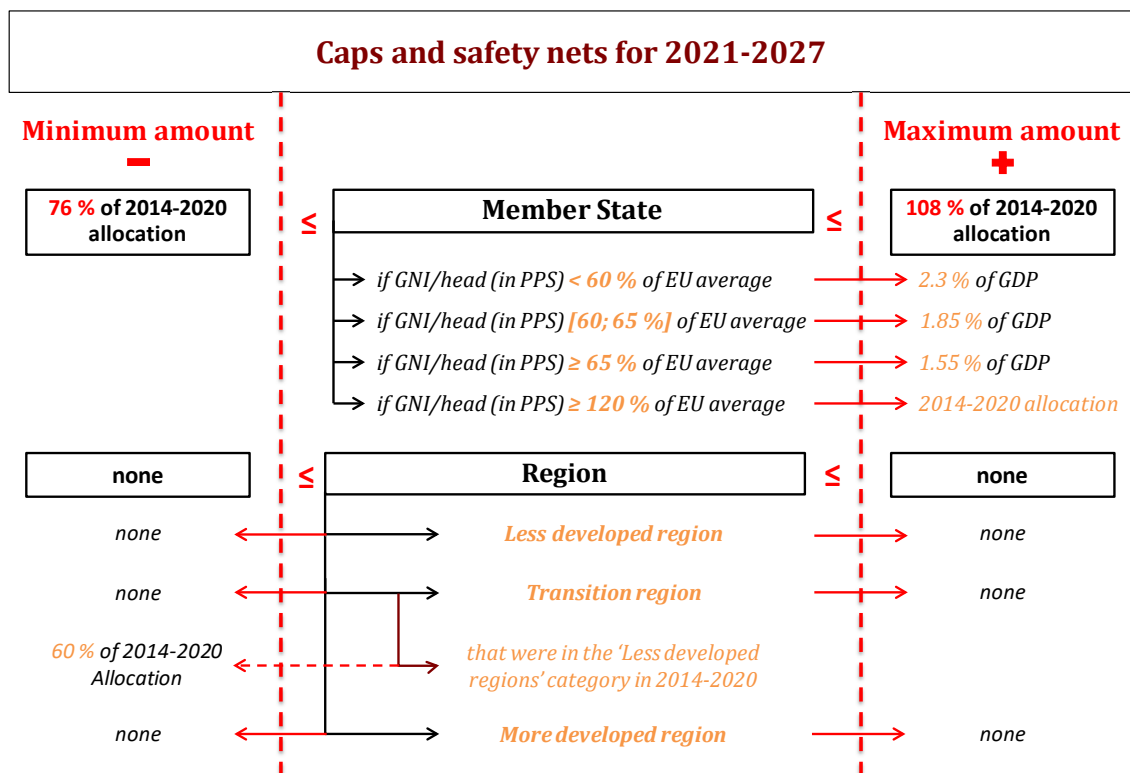 Caps and safety nets for 2021-2027
Minimum amount
Maximum amount
76 % of 2014-2020
allocation
≤
Member State
≤
108 % of 2014-2020
allocation
if GNI/head (in PPS) < 60 % of EU average
2.3 % of GDP
if GNI/head (in PPS) [60; 65 %[ of EU average
1.85 % of GDP
if GNI/head (in PPS) ≥ 65 % of EU average
1.55 % of GDP
if GNI/head (in PPS) ≥ 120 % of EU average
2014-2020 allocation
none
≤
Region
≤
none
none
Less developed region
none
none
Transition region
none
60 % of 2014-2020
Allocation
that were in the ‘Less developed
regions’ category in 2014-2020
none
More developed region
none